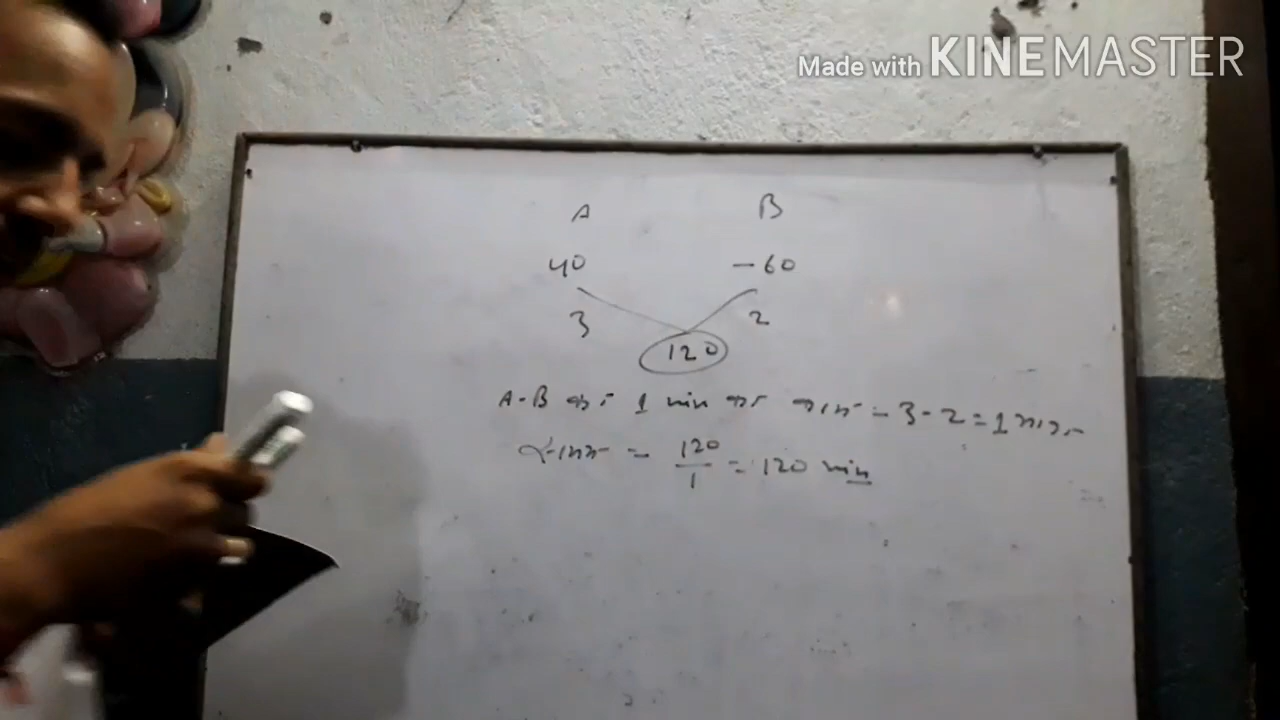 Made with KINEMASTER
A B
40 -60
3 2
120
A-B का 1 min का काम = 3-2=1 भाग
= 120/1 = 120 min